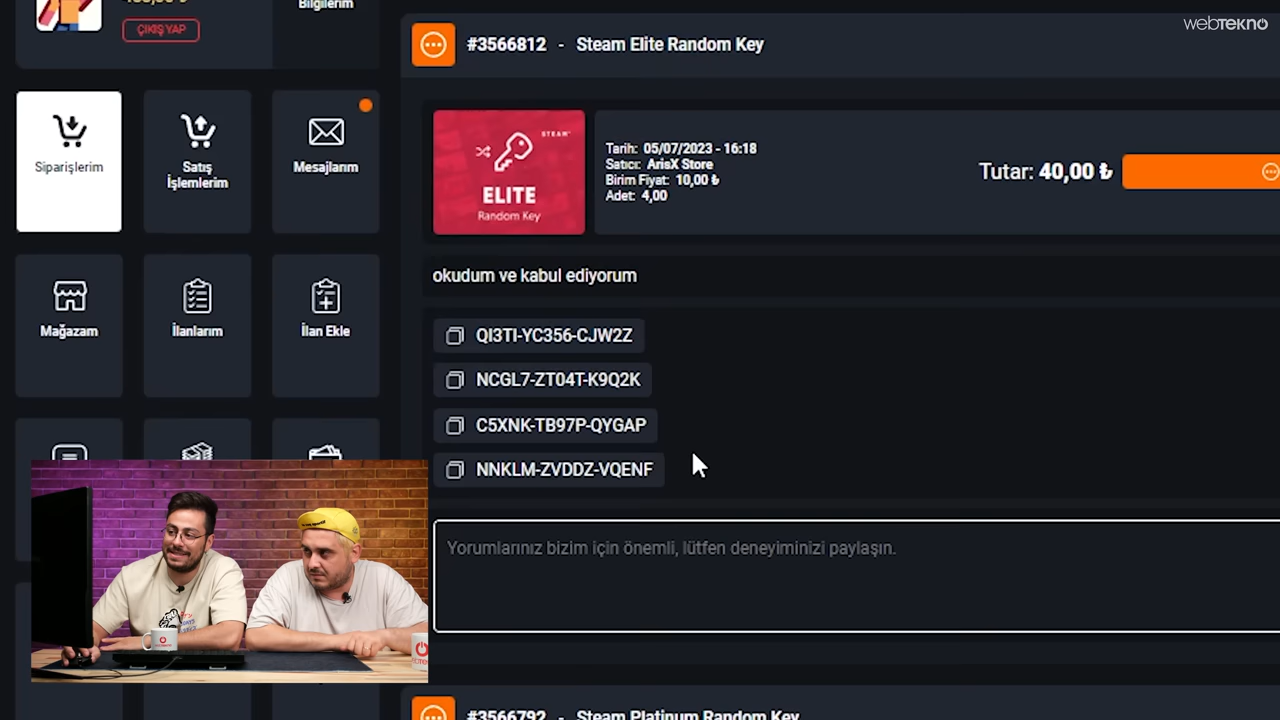 Bilgilerim
ÇIKIŞ YAP
webtekno
#3566812 - Steam Elite Random Key
Siparişlerim
Satış
İşlemlerim
Mesajlarım
STEAM
ELITE
Random Key
Tarih: 05/07/2023 - 16:18
Satıcı: ArisX Store
Birim Fiyat: 10,00 ₺
Adet: 4,00
Tutar: 40,00 ₺
okudum ve kabul ediyorum
Mağazam
İlanlarım
İlan Ekle
QI3TI-YC356-CJW2Z
NCGL7-ZT04T-K9Q2K
C5XNK-TB97P-QYGAP
NNKLM-ZVDDZ-VQENF
Yorumlarınız bizim için önemli, lütfen deneyiminizi paylaşın.
#3566792 - Steam Platinum Random Key